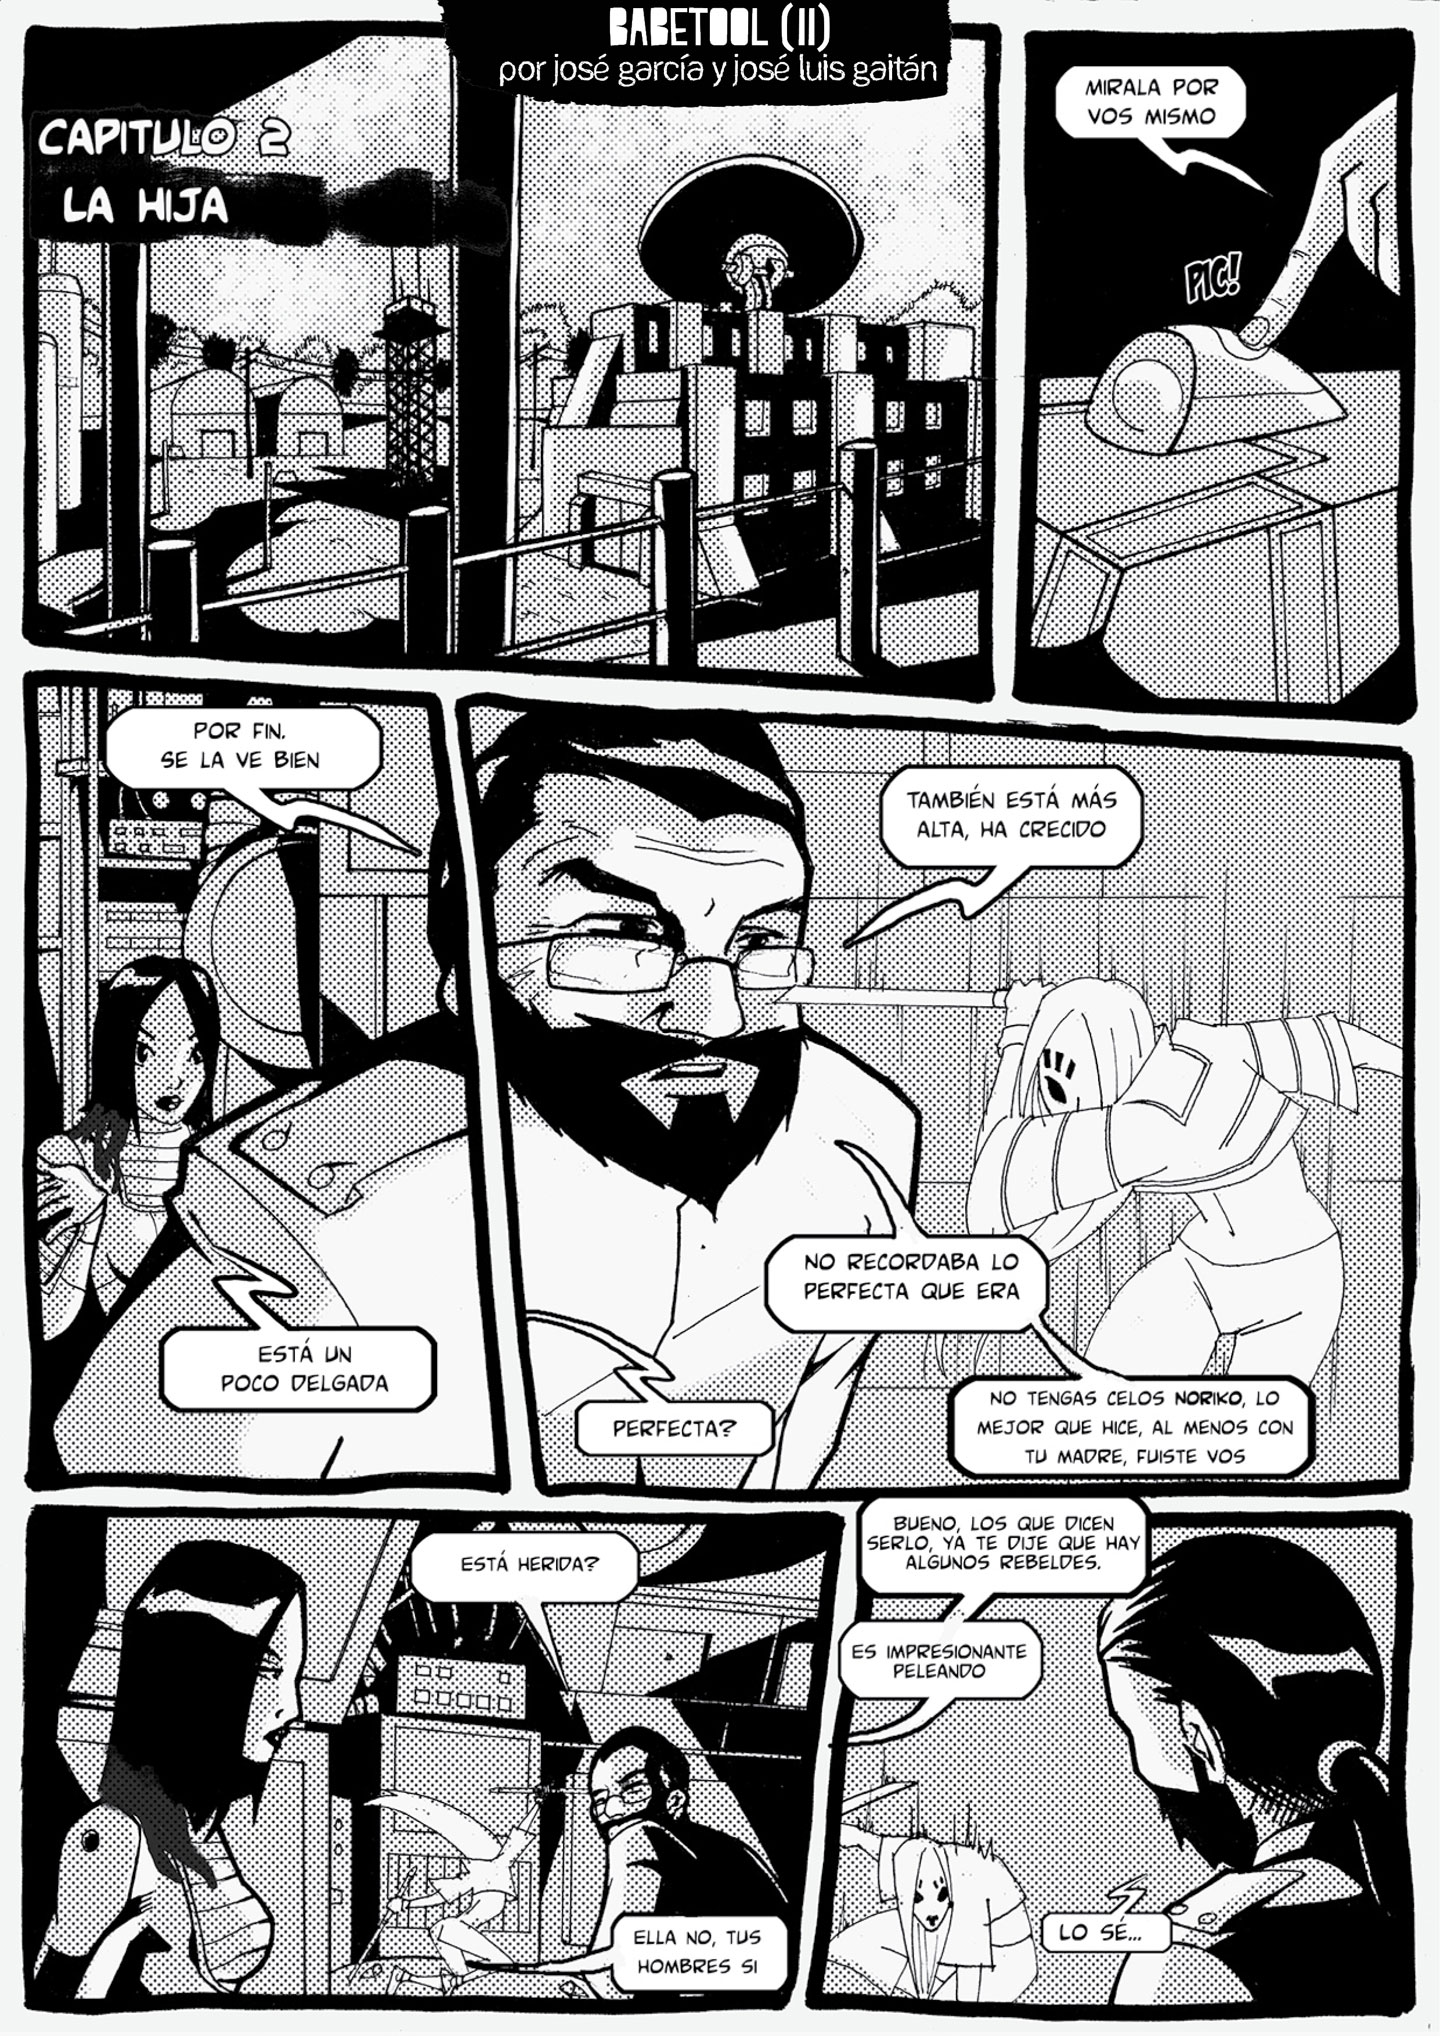 BABETOOL (II)
por josé garcía y josé luis gaitán
CAPITULO 2
LA HIJA
MIRALA POR
VOS MISMO
PIC!
POR FIN.
SE LA VE BIEN
ESTÁ UN
POCO DELGADA
TAMBIÉN ESTÁ MÁS
ALTA, HA CRECIDO
NO RECORDABA LO
PERFECTA QUE ERA
PERFECTA?
NO TENGAS CELOS NORIKO, LO
MEJOR QUE HICE, AL MENOS CON
TU MADRE, FUISTE VOS
ESTÁ HERIDA?
ELLA NO, TUS
HOMBRES SI
BUENO, LOS QUE DICEN
SERLO, YA TE DIJE QUE HAY
ALGUNOS REBELDES.
ES IMPRESIONANTE
PELEANDO
LO SÉ...